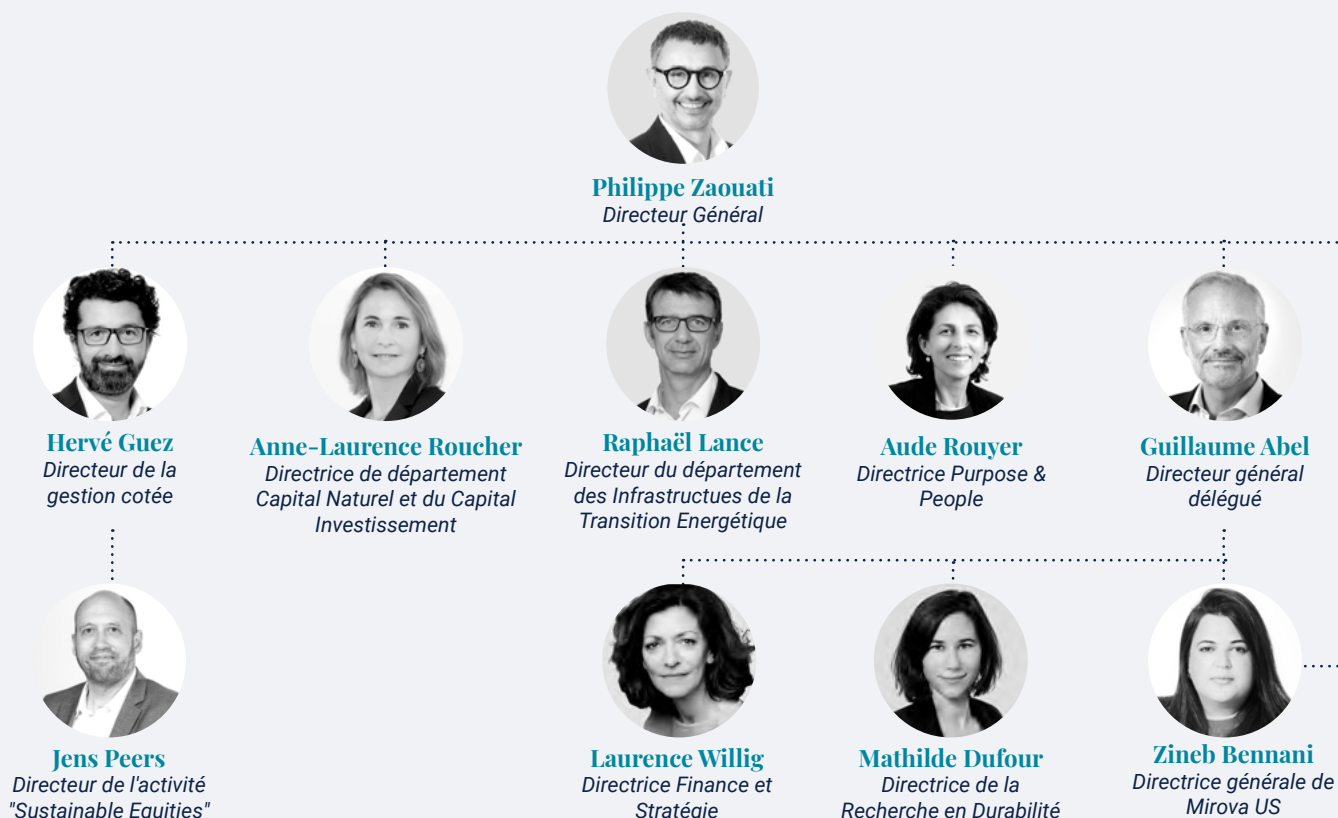 Philippe Zaouati
Directeur Général
Hervé Guez
Directeur de la
gestion cotée
Anne-Laurence Roucher
Directrice de département
Capital Naturel et du Capital
Investissement
Raphaël Lance
Directeur du département
des Infrastructues de la
Transition Energétique
Aude Rouyer
Directrice Purpose &
People
Guillaume Abel
Directeur général
délégué
Jens Peers
Directeur de l'activité
"Sustainable Equities"
Laurence Willig
Directrice Finance et
Stratégie
Mathilde Dufour
Directrice de la
Recherche en Durabilité
Zineb Bennani
Directrice générale de
Mirova US